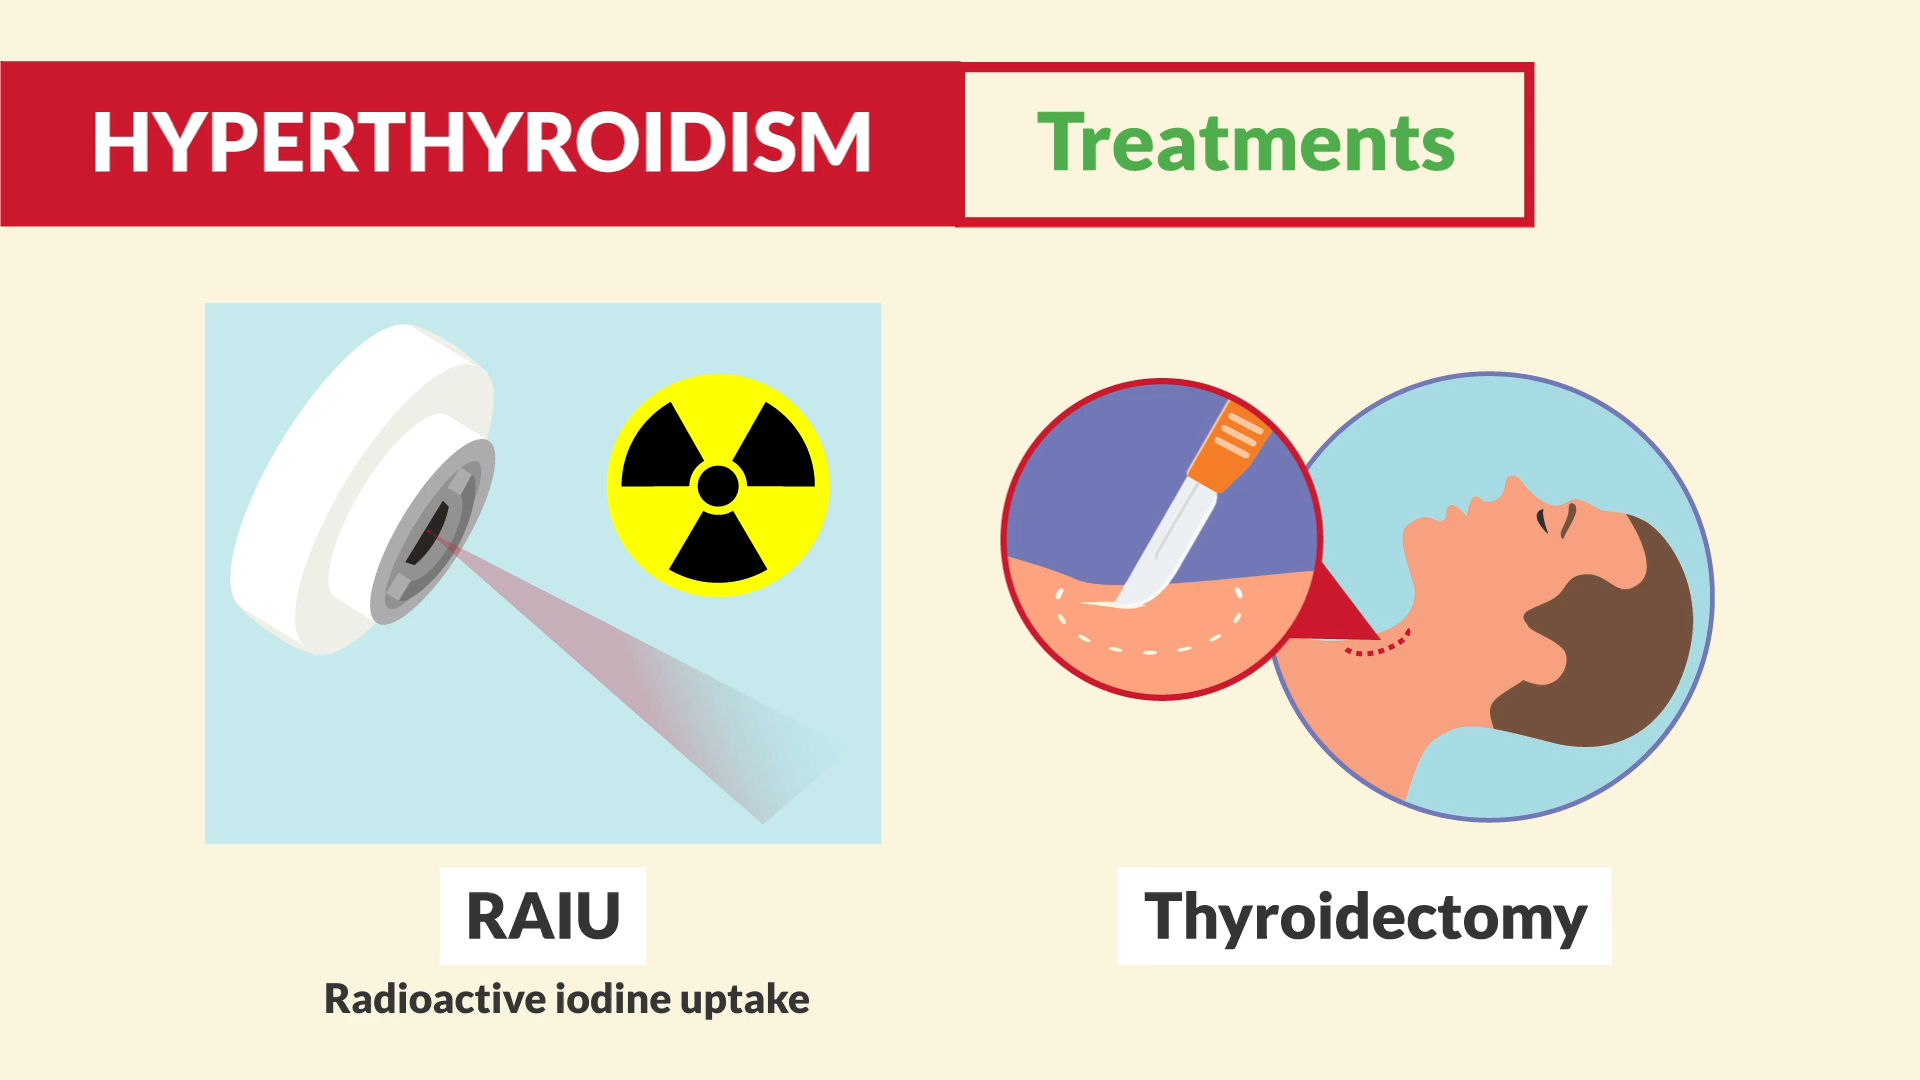 HYPERTHYROIDISM
Treatments
RAIU
Radioactive iodine uptake
Thyroidectomy